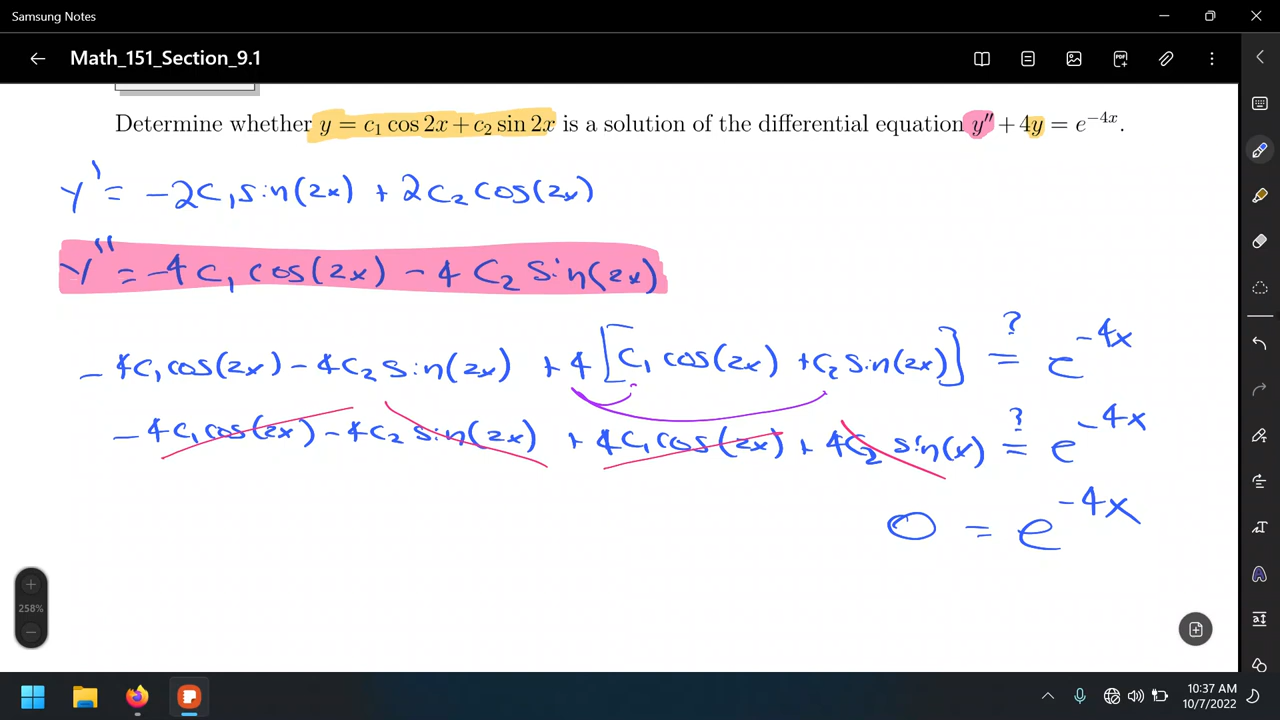 Samsung Notes
Math_151_Section_9.1
Determine whether y = c₁ cos 2x + c₂ sin 2x is a solution of the differential equation y″ + 4y = e⁻⁴ˣ.
y' = -2c₁sin(2x) + 2c₂cos(2x)
y'' = -4c₁cos(2x) - 4c₂sin(2x)
-4c₁cos(2x) - 4c₂sin(2x) + 4[c₁cos(2x) + c₂sin(2x)] ?= e⁻⁴ˣ
-4c₁cos(2x) - 4c₂sin(2x) + 4c₁cos(2x) + 4c₂sin(x) ?= e⁻⁴ˣ
0 = e⁻⁴ˣ
258%
10:37 AM
10/7/2022